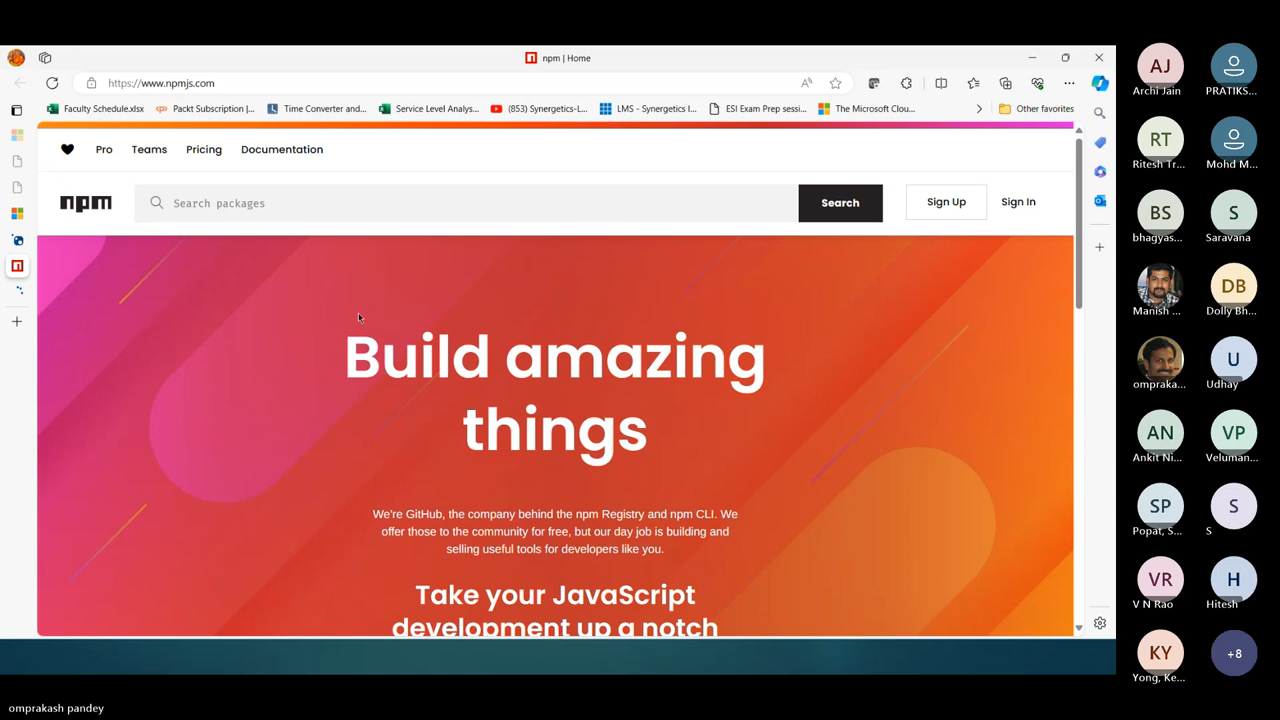 npm | Home
https://www.npmjs.com
Faculty Schedule.xlsx
Packt Subscription |...
Time Converter and...
Service Level Analys...
(853) Synergetics-L...
LMS - Synergetics I...
ESI Exam Prep sessi...
The Microsoft Clou...
Other favorites
Pro
Teams
Pricing
Documentation
npm
Search packages
Search
Sign Up
Sign In
Build amazing
things
We're GitHub, the company behind the npm Registry and npm CLI. We
offer those to the community for free, but our day job is building and
selling useful tools for developers like you.
Take your JavaScript
development up a notch
AJ
Archi Jain
PRATIKS...
RT
Ritesh Tr...
Mohd M...
BS
bhagyas...
S
Saravana
Manish ...
DB
Dolly Bh...
ompraka...
U
Udhay
AN
Ankit Ni...
VP
Veluman...
SP
Popat, S...
S
S
VR
V N Rao
H
Hitesh
KY
Yong, Ke...
+8
omprakash pandey